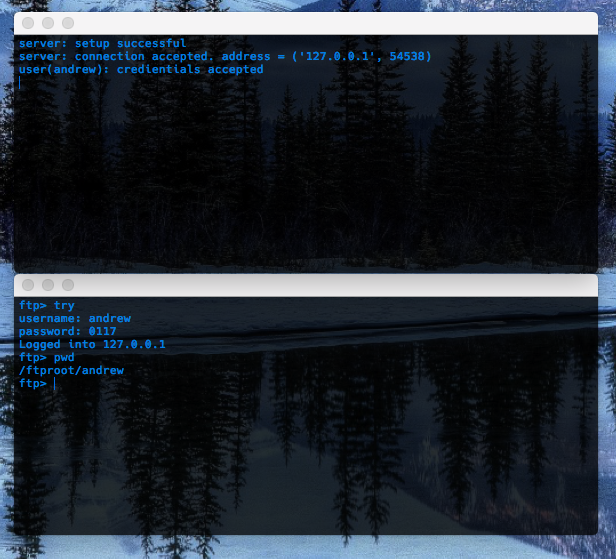 server: setup successful
server: connection accepted. address = ('127.0.0.1', 54538)
user(andrew): credientials accepted
ftp> try
username: andrew
password: 0117
Logged into 127.0.0.1
ftp> pwd
/ftproot/andrew
ftp>